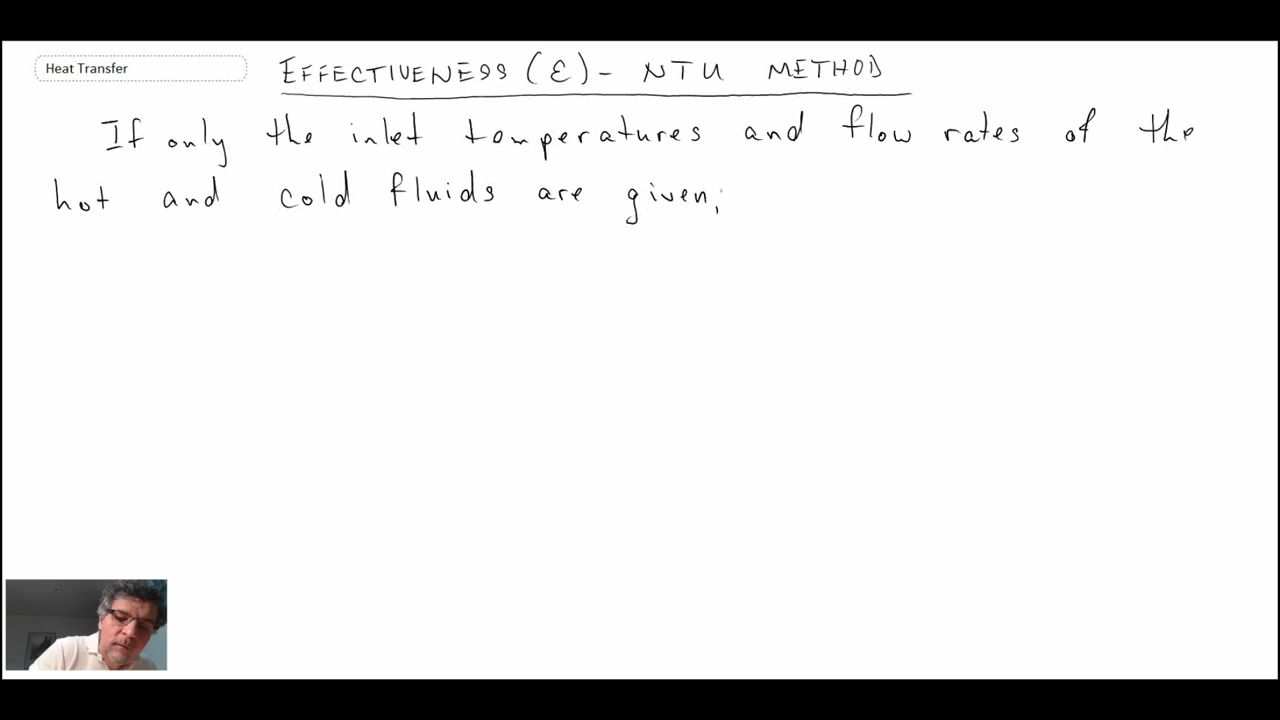 Heat Transfer
EFFECTIVENESS (ε) - NTU METHOD
If only the inlet temperatures and flow rates of the
hot and cold fluids are given,